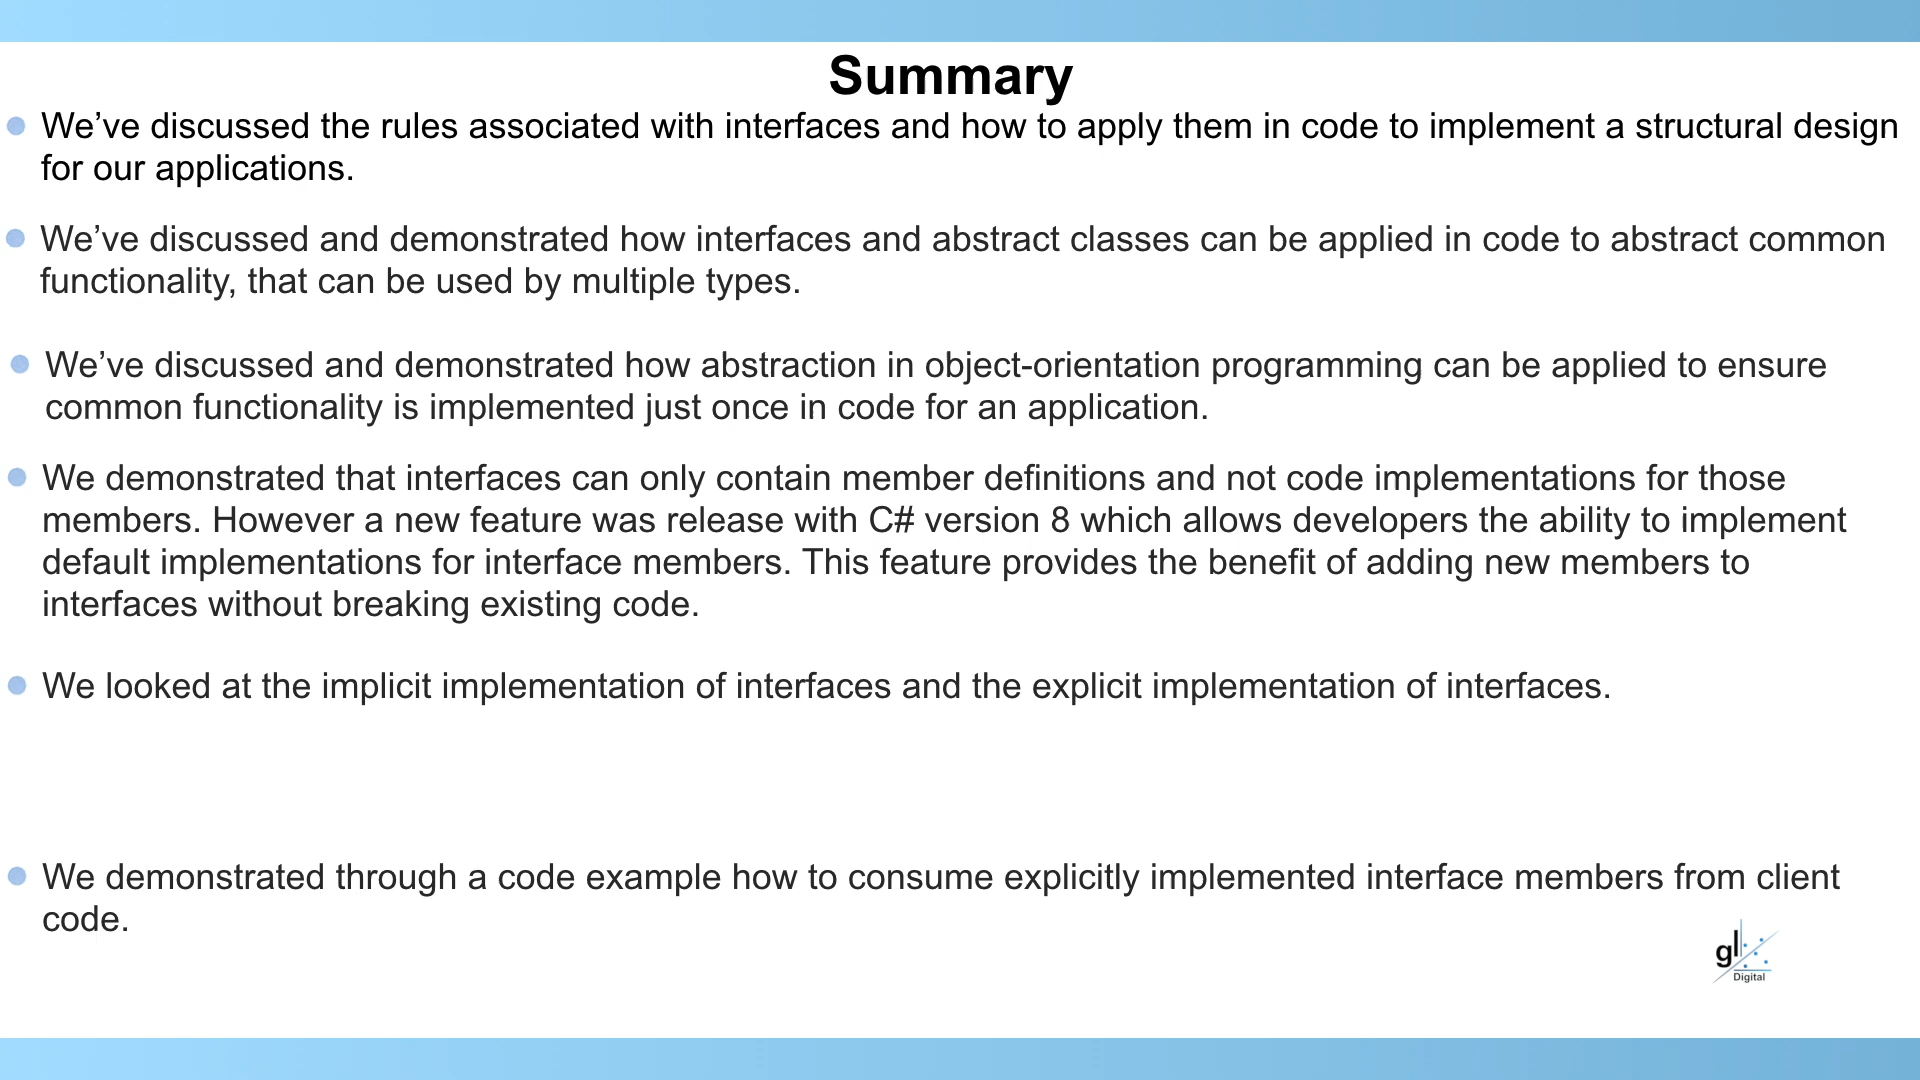 Summary
We’ve discussed the rules associated with interfaces and how to apply them in code to implement a structural design
for our applications.
We’ve discussed and demonstrated how interfaces and abstract classes can be applied in code to abstract common
functionality, that can be used by multiple types.
We’ve discussed and demonstrated how abstraction in object-orientation programming can be applied to ensure
common functionality is implemented just once in code for an application.
We demonstrated that interfaces can only contain member definitions and not code implementations for those
members. However a new feature was release with C# version 8 which allows developers the ability to implement
default implementations for interface members. This feature provides the benefit of adding new members to
interfaces without breaking existing code.
We looked at the implicit implementation of interfaces and the explicit implementation of interfaces.
We demonstrated through a code example how to consume explicitly implemented interface members from client
code.
gl
Digital